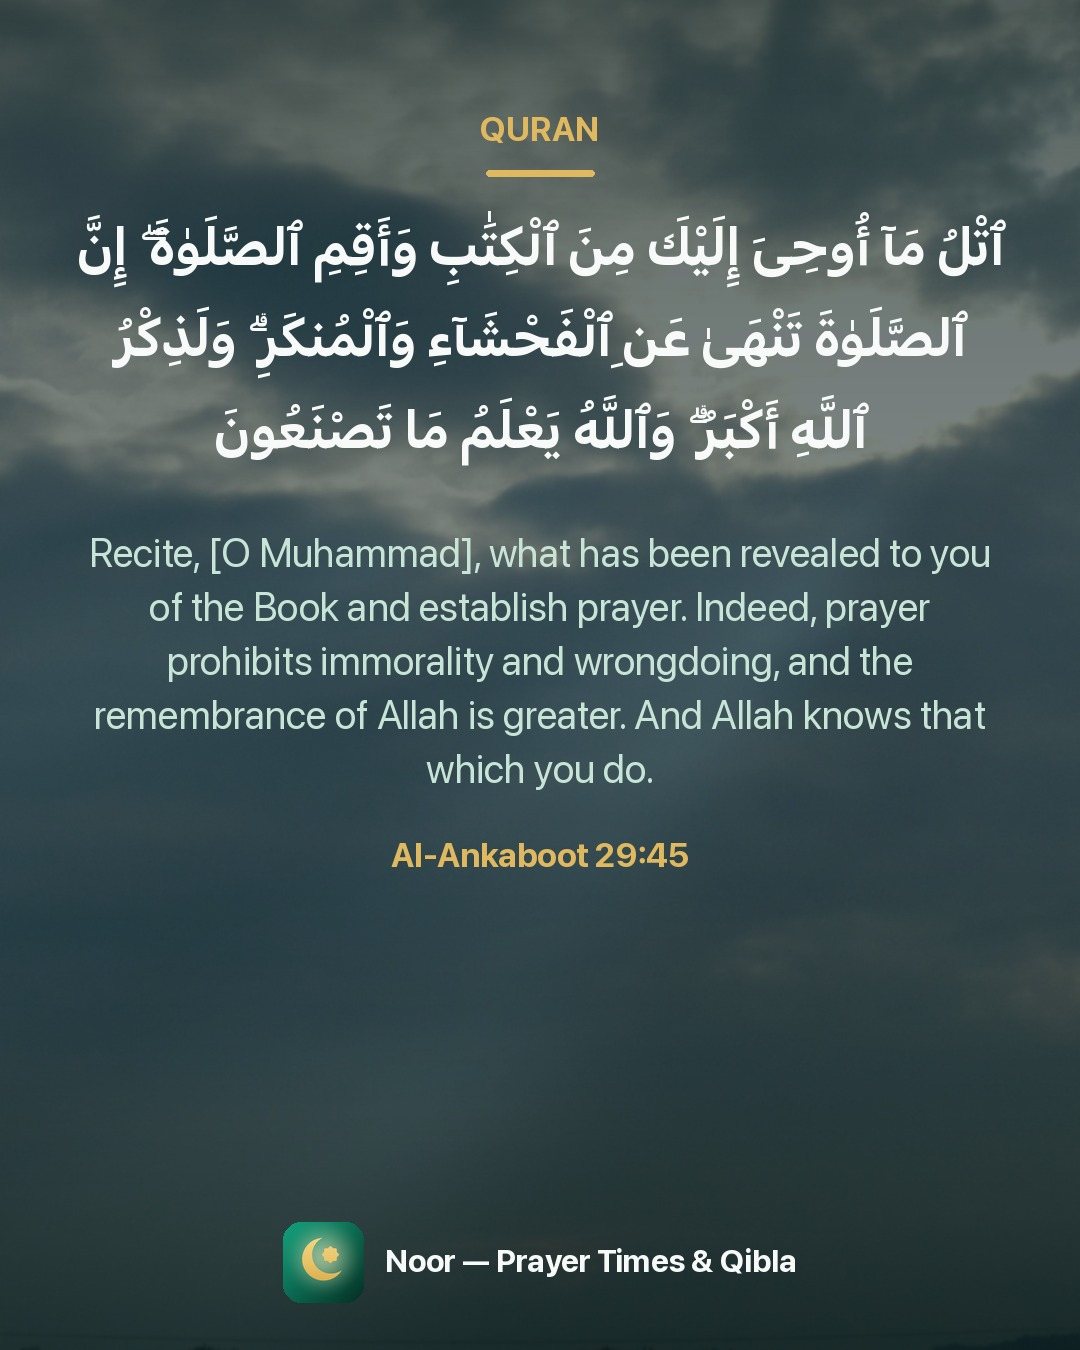 QURAN
ٱتْلُ مَآ أُوحِىَ إِلَيْكَ مِنَ ٱلْكِتَٰبِ وَأَقِمِ ٱلصَّلَوٰةَ ۖ إِنَّ
ٱلصَّلَوٰةَ تَنْهَىٰ عَنِ ٱلْفَحْشَآءِ وَٱلْمُنكَرِ ۗ وَلَذِكْرُ
ٱللَّهِ أَكْبَرُ ۗ وَٱللَّهُ يَعْلَمُ مَا تَصْنَعُونَ
Recite, [O Muhammad], what has been revealed to you
of the Book and establish prayer. Indeed, prayer
prohibits immorality and wrongdoing, and the
remembrance of Allah is greater. And Allah knows that
which you do.
Al-Ankaboot 29:45
Noor — Prayer Times & Qibla